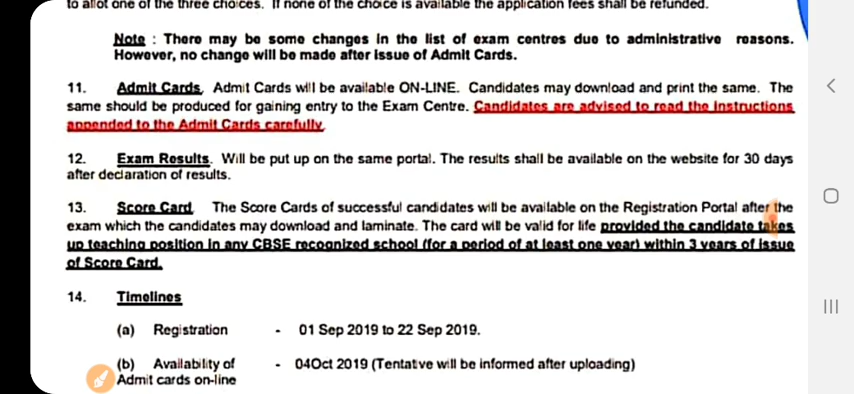 to allot one of the three choices. If none of the choice is available the application fees shall be refunded.
Note : There may be some changes in the list of exam centres due to administrative reasons.
However, no change will be made after issue of Admit Cards.
11. Admit Cards. Admit Cards will be available ON-LINE. Candidates may download and print the same. The
same should be produced for gaining entry to the Exam Centre. Candidates are advised to read the instructions
appended to the Admit Cards carefully.
12. Exam Results. Will be put up on the same portal. The results shall be available on the website for 30 days
after declaration of results.
13. Score Card. The Score Cards of successful candidates will be available on the Registration Portal after the
exam which the candidates may download and laminate. The card will be valid for life provided the candidate takes
up teaching position in any CBSE recognized school (for a period of at least one year) within 3 years of issue
of Score Card.
14. Timelines
(a) Registration - 01 Sep 2019 to 22 Sep 2019.
(b) Availability of - 04Oct 2019 (Tentative will be informed after uploading)
Admit cards on-line